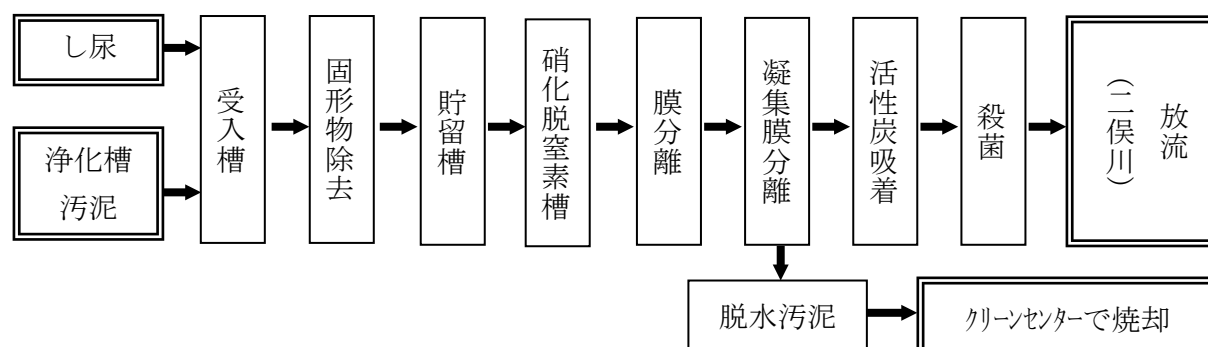 し尿
浄化槽
汚泥
受入槽
固形物除去
貯留槽
硝化脱窒素槽
膜分離
凝集膜分離
活性炭吸着
殺菌
放流
（二俣川）
脱水汚泥
クリーンセンターで焼却